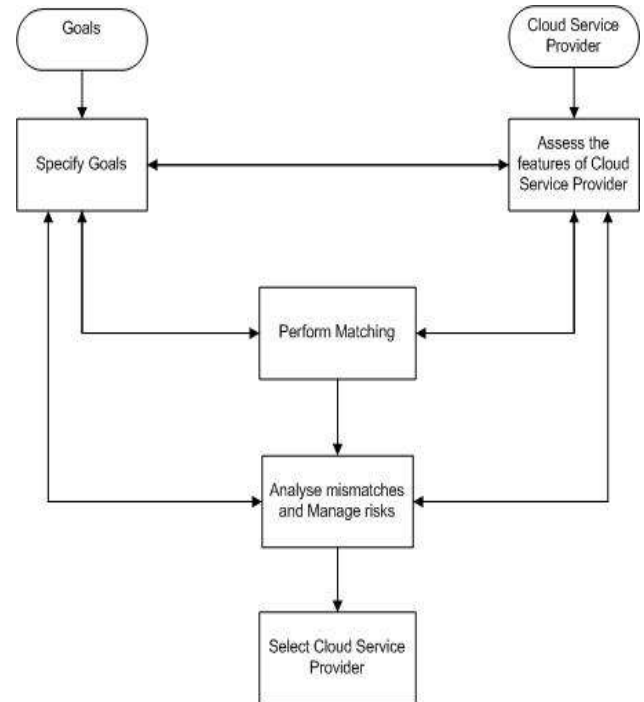 Goals
Cloud Service
Provider
Specify Goals
Assess the
features of Cloud
Service Provider
Perform Matching
Analyse mismatches
and Manage risks
Select Cloud Service
Provider